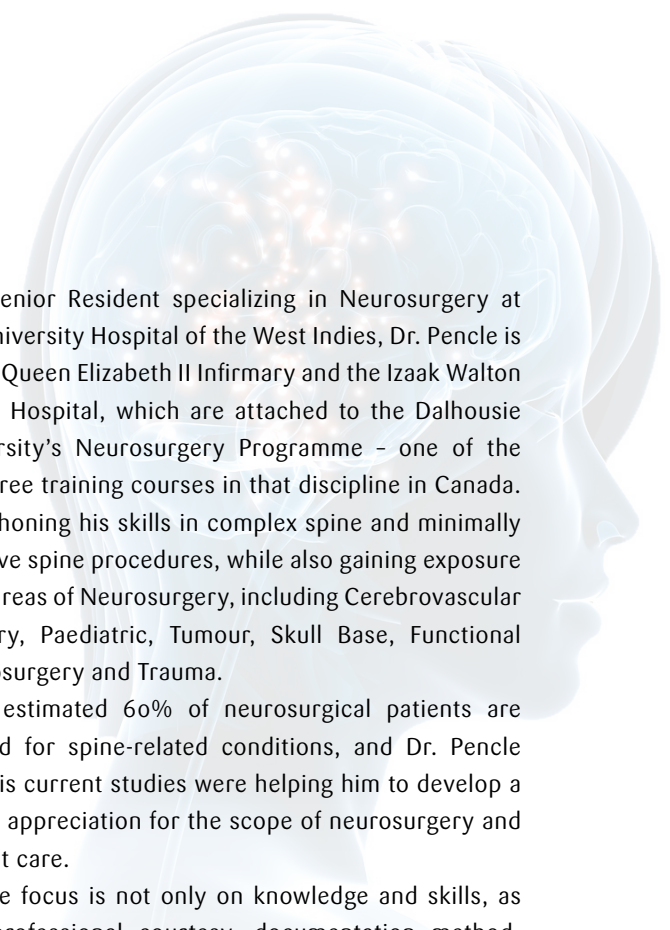 enior Resident specializing in Neurosurgery at
niversity Hospital of the West Indies, Dr. Pencle is
Queen Elizabeth II Infirmary and the Izaak Walton
Hospital, which are attached to the Dalhousie
rsity’s Neurosurgery Programme – one of the
ree training courses in that discipline in Canada.
honing his skills in complex spine and minimally
ve spine procedures, while also gaining exposure
reas of Neurosurgery, including Cerebrovascular
ry, Paediatric, Tumour, Skull Base, Functional
osurgery and Trauma.
estimated 60% of neurosurgical patients are
d for spine-related conditions, and Dr. Pencle
is current studies were helping him to develop a
appreciation for the scope of neurosurgery and
t care.
e focus is not only on knowledge and skills, as
professional courtesy, documentation method,